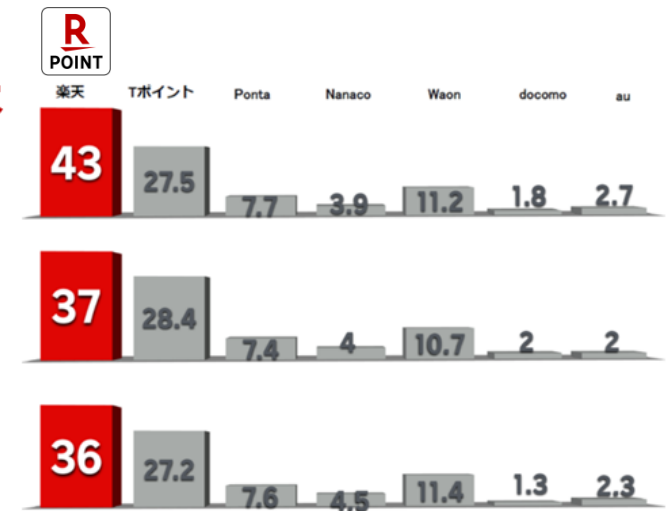 R
POINT
楽天 Tポイント Ponta Nanaco Waon docomo au
43 27.5 7.7 3.9 11.2 1.8 2.7
37 28.4 7.4 4 10.7 2 2
36 27.2 7.6 4.5 11.4 1.3 2.3